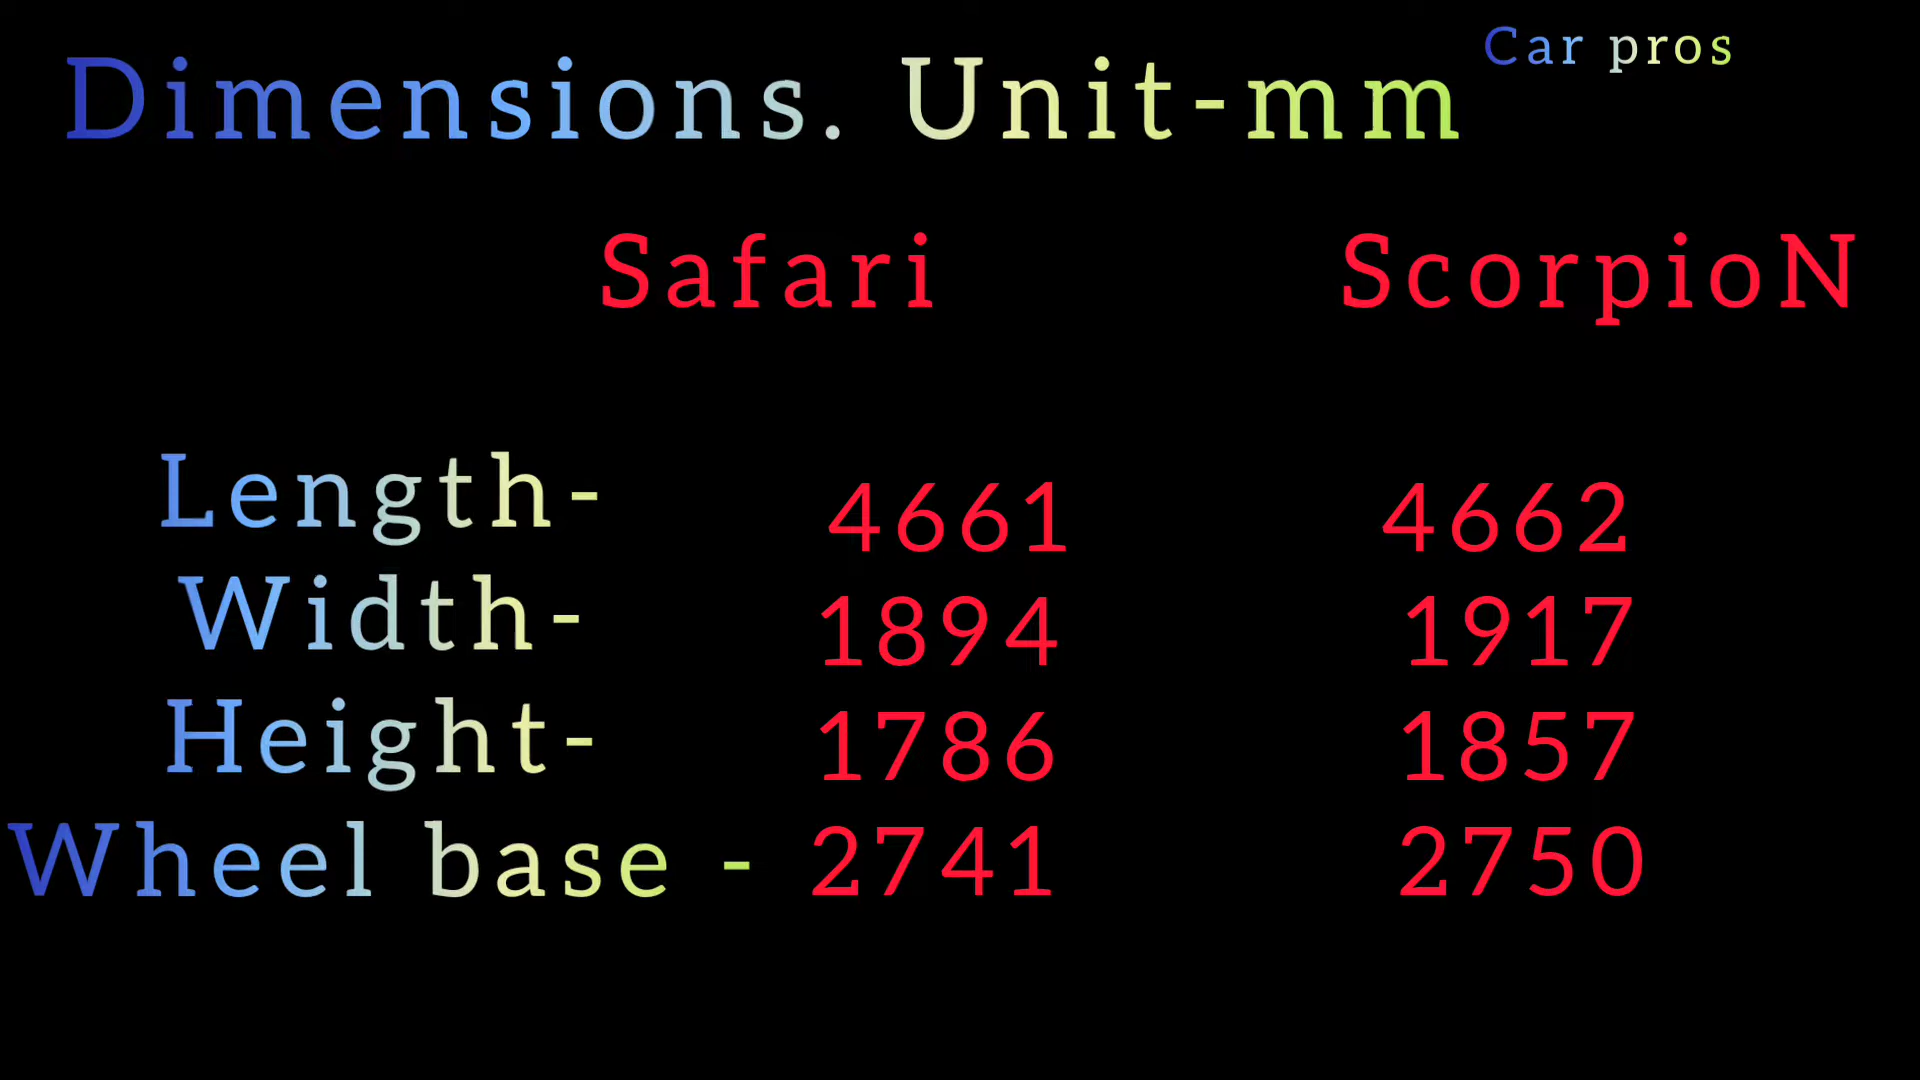 Dimensions. Unit-mm
Car pros
Safari ScorpioN
Length- 4661 4662
Width- 1894 1917
Height- 1786 1857
Wheel base - 2741 2750